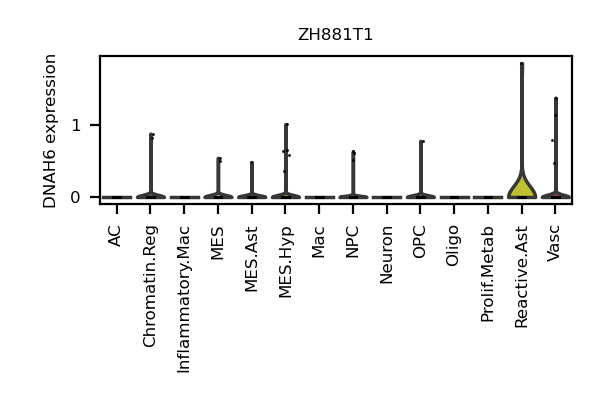 ZH881T1
DNAH6 expression
1
0
AC
Chromatin.Reg
Inflammatory.Mac
MES
MES.Ast
MES.Hyp
Mac
NPC
Neuron
OPC
Oligo
Prolif.Metab
Reactive.Ast
Vasc